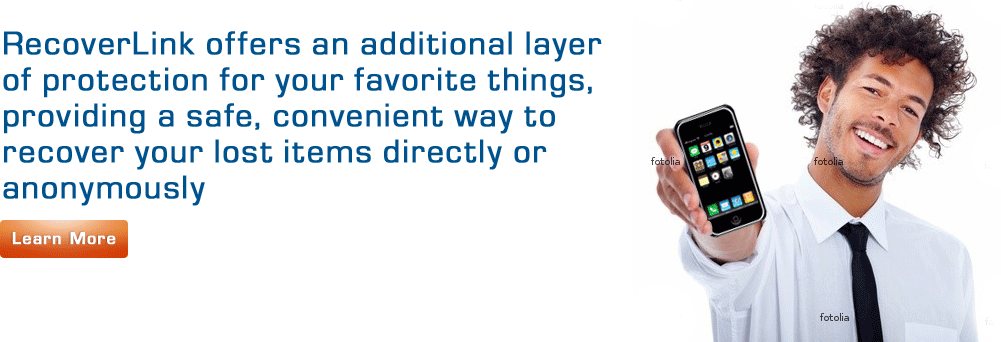 RecoverLink offers an additional layer
of protection for your favorite things,
providing a safe, convenient way to
recover your lost items directly or
anonymously
Learn More
fotolia
fotolia
fotolia